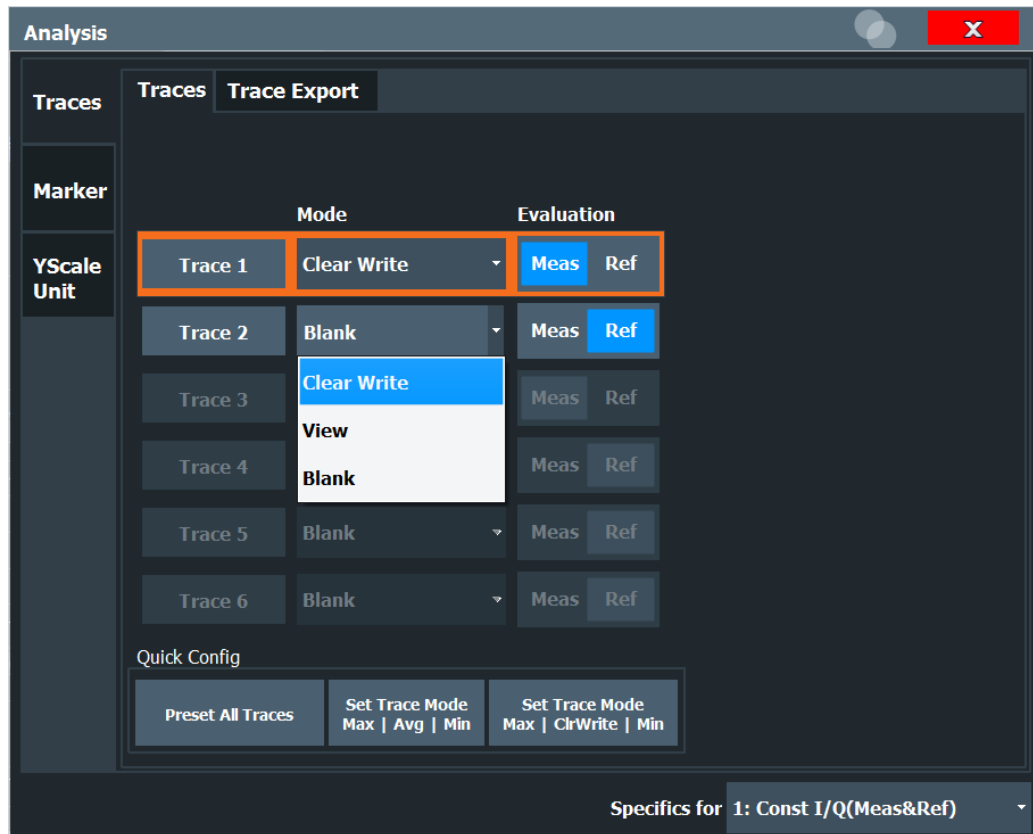 Analysis
X
Traces
Traces Trace Export
Marker
Mode Evaluation
YScale
Unit
Trace 1 Clear Write Meas Ref
Trace 2 Blank Meas Ref
Clear Write
Trace 3 Meas Ref
View
Trace 4 Meas Ref
Blank
Trace 5 Blank Meas Ref
Trace 6 Blank Meas Ref
Quick Config
Preset All Traces
Set Trace Mode
Max | Avg | Min
Set Trace Mode
Max | ClrWrite | Min
Specifics for 1: Const I/Q(Meas&Ref)